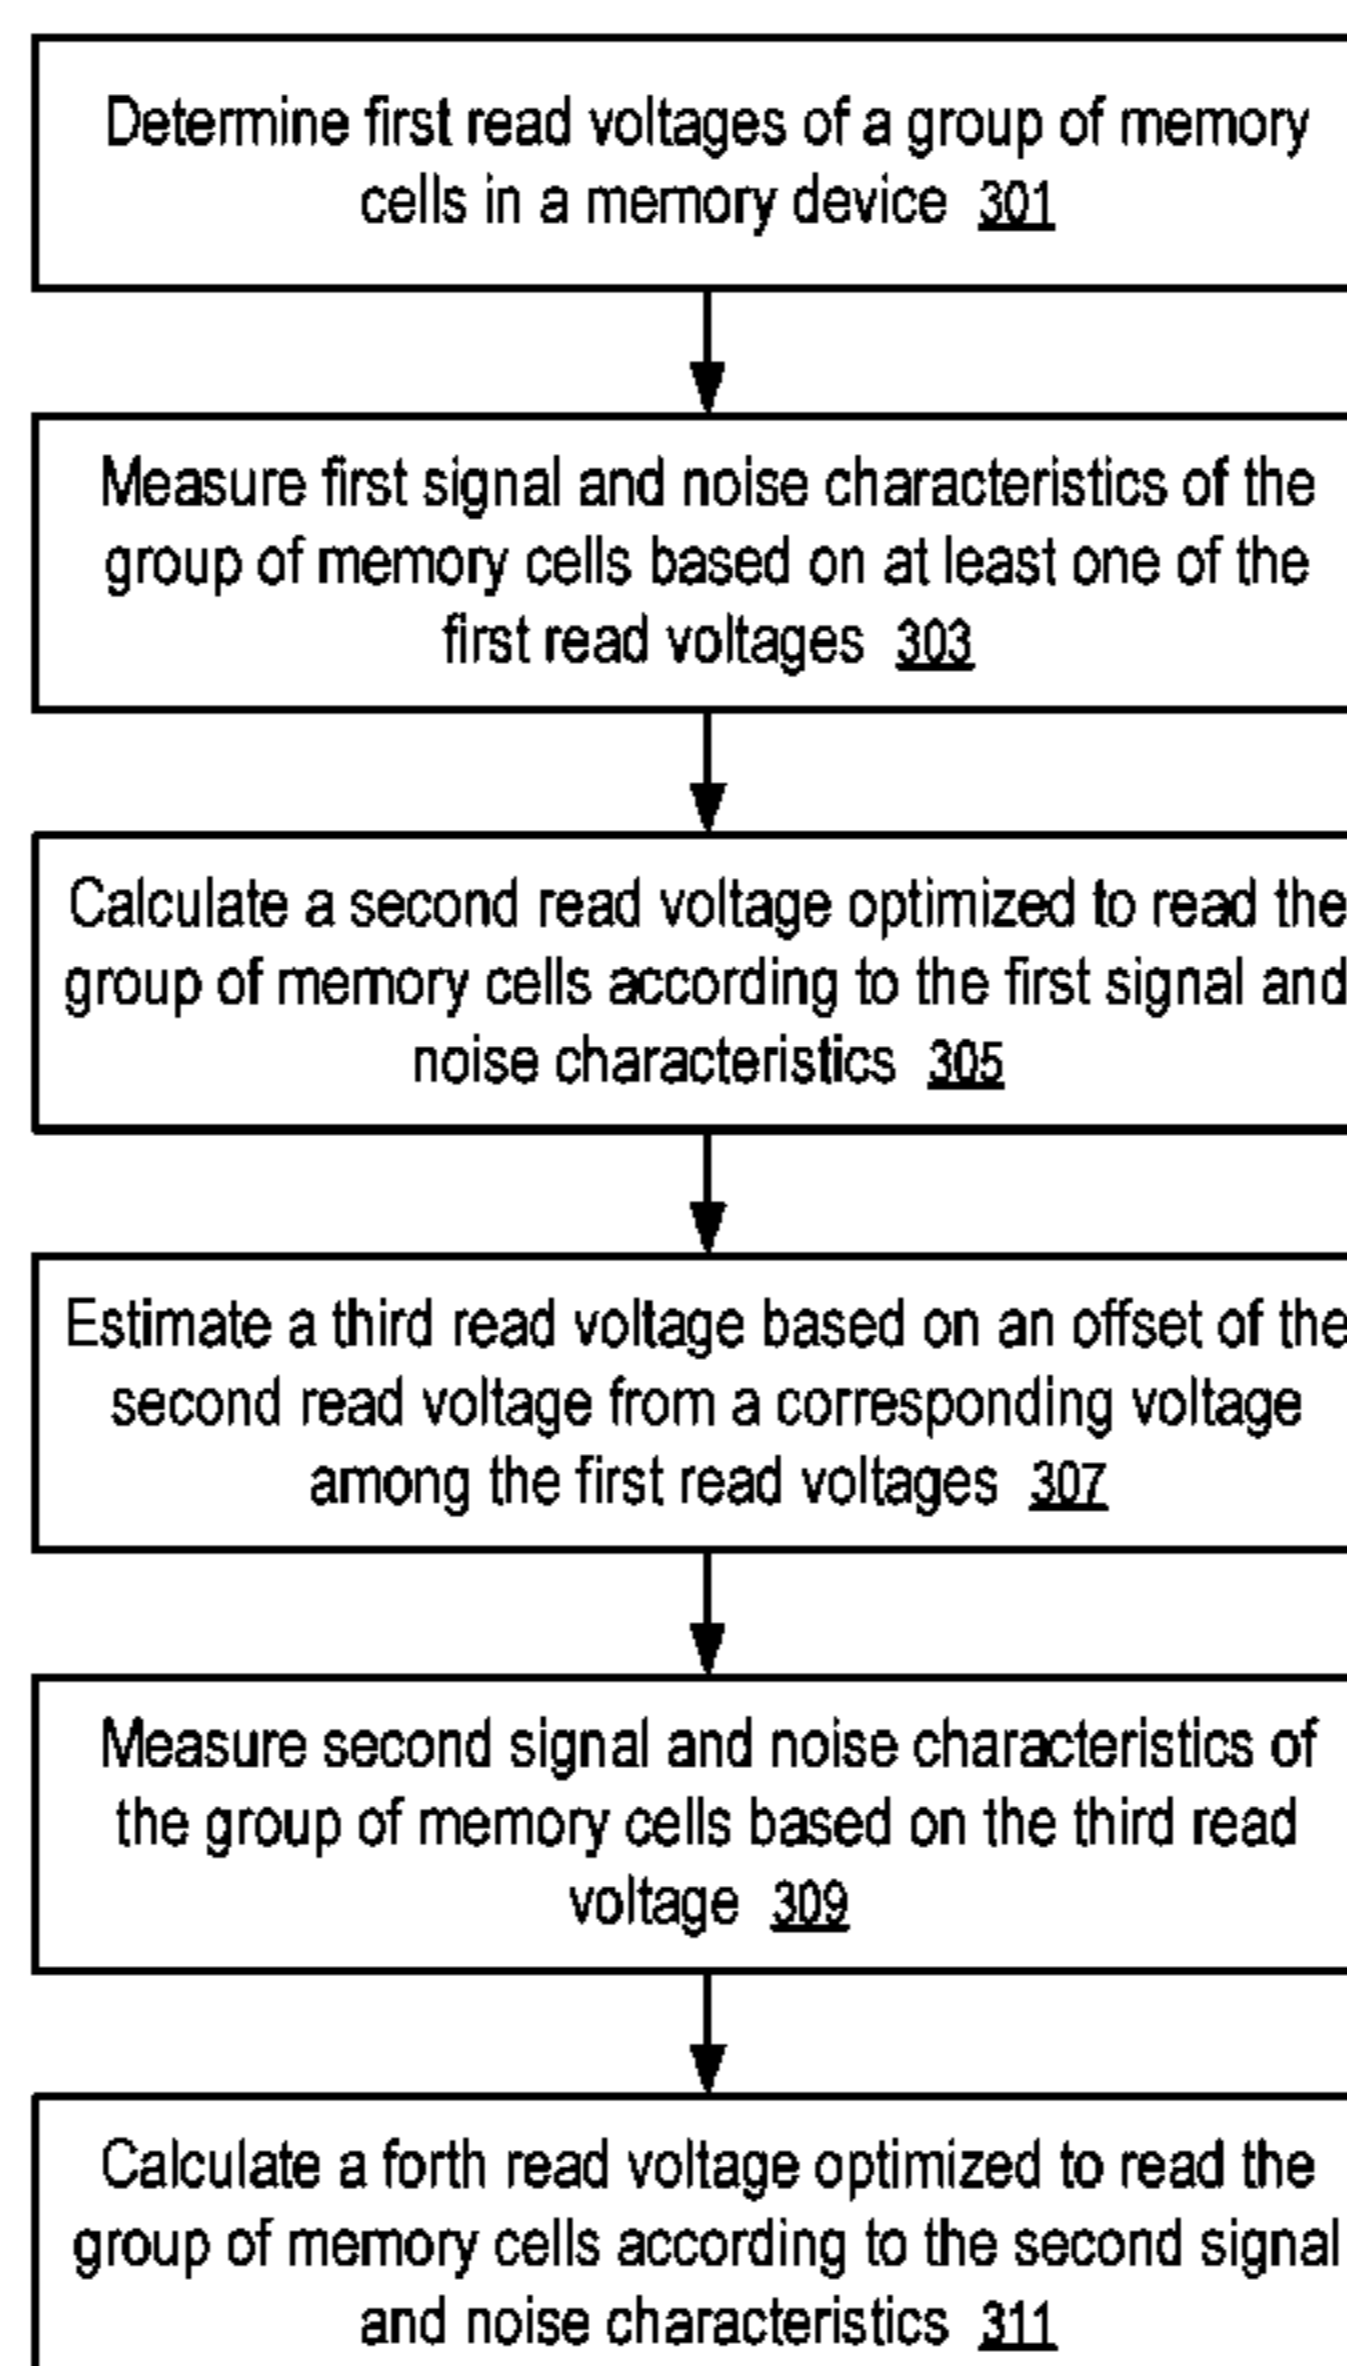 Determine first read voltages of a group of memory
cells in a memory device 301
Measure first signal and noise characteristics of the
group of memory cells based on at least one of the
first read voltages 303
Calculate a second read voltage optimized to read the
group of memory cells according to the first signal and
noise characteristics 305
Estimate a third read voltage based on an offset of the
second read voltage from a corresponding voltage
among the first read voltages 307
Measure second signal and noise characteristics of
the group of memory cells based on the third read
voltage 309
Calculate a forth read voltage optimized to read the
group of memory cells according to the second signal
and noise characteristics 311